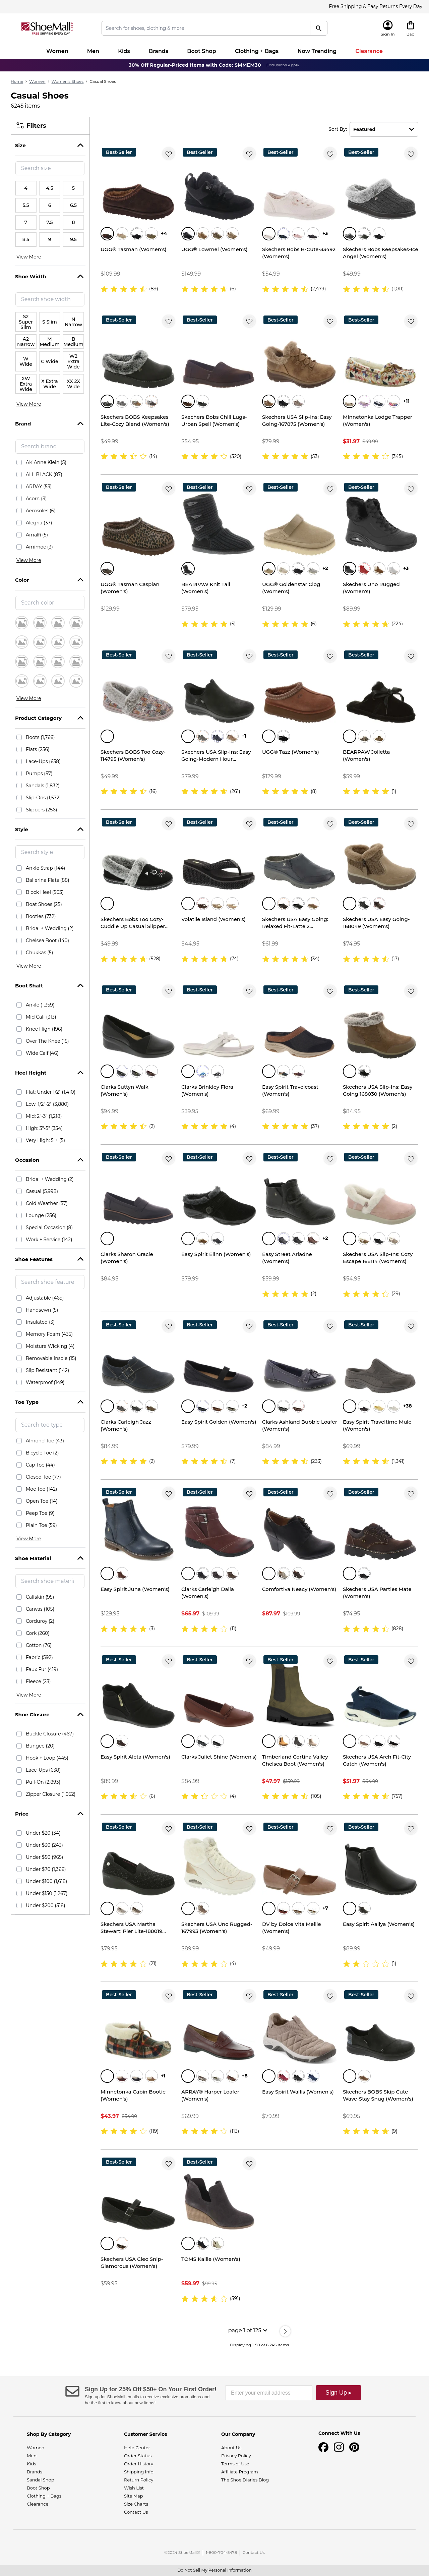 Free Shipping & Easy Returns Every Day
ShoeMall
FREE SHIPPING EVERY DAY
Search for shoes, clothing & more
Sign In
Bag
Women Men Kids Brands Boot Shop Clothing + Bags Now Trending Clearance
30% Off Regular-Priced Items with Code: SMMEM30 Exclusions Apply.
Home Women Women's Shoes Casual Shoes
Casual Shoes
6245 items
Filters
Sort By: Featured
Size
Search size
4 4.5 5
5.5 6 6.5
7 7.5 8
8.5 9 9.5
View More
Shoe Width
Search shoe width
S2 Super Slim
S Slim
N Narrow
A2 Narrow
M Medium
B Medium
W Wide
C Wide
W2 Extra Wide
XW Extra Wide
X Extra Wide
XX 2X Wide
View More
Brand
Search brand
AK Anne Klein (5)
ALL BLACK (87)
ARRAY (53)
Acorn (3)
Aerosoles (6)
Alegria (37)
Amalfi (5)
Amimoc (3)
View More
Color
Search color
View More
Product Category
Boots (1,766)
Flats (256)
Lace-Ups (638)
Pumps (57)
Sandals (1,832)
Slip-Ons (1,572)
Slippers (256)
Style
Search style
Ankle Strap (144)
Ballerina Flats (88)
Block Heel (503)
Boat Shoes (25)
Booties (732)
Bridal + Wedding (2)
Chelsea Boot (140)
Chukkas (5)
View More
Boot Shaft
Ankle (1,359)
Mid Calf (313)
Knee High (196)
Over The Knee (15)
Wide Calf (46)
Heel Height
Flat: Under 1/2" (1,410)
Low: 1/2"-2" (3,880)
Mid: 2"-3" (1,218)
High: 3"-5" (354)
Very High: 5"+ (5)
Occasion
Bridal + Wedding (2)
Casual (5,998)
Cold Weather (57)
Lounge (256)
Special Occasion (8)
Work + Service (142)
Shoe Features
Search shoe feature
Adjustable (465)
Handsewn (5)
Insulated (3)
Memory Foam (435)
Moisture Wicking (4)
Removable Insole (15)
Slip Resistant (142)
Waterproof (149)
Toe Type
Search toe type
Almond Toe (43)
Bicycle Toe (2)
Cap Toe (44)
Closed Toe (77)
Moc Toe (142)
Open Toe (14)
Peep Toe (9)
Plain Toe (59)
View More
Shoe Material
Search shoe materi
Calfskin (95)
Canvas (105)
Corduroy (2)
Cork (260)
Cotton (76)
Fabric (592)
Faux Fur (419)
Fleece (23)
View More
Shoe Closure
Buckle Closure (467)
Bungee (20)
Hook + Loop (445)
Lace-Ups (638)
Pull-On (2,893)
Zipper Closure (1,052)
Price
Under $20 (34)
Under $30 (243)
Under $50 (965)
Under $70 (1,366)
Under $100 (1,618)
Under $150 (1,267)
Under $200 (518)
Best-Seller
+4
UGG® Tasman (Women's)
$109.99
(89)
Best-Seller
UGG® Lowmel (Women's)
$149.99
(6)
Best-Seller
+3
Skechers Bobs B-Cute-33492 (Women's)
$54.99
(2,479)
Best-Seller
Skechers Bobs Keepsakes-Ice Angel (Women's)
$49.99
(1,011)
Best-Seller
Skechers BOBS Keepsakes Lite-Cozy Blend (Women's)
$49.99
(14)
Best-Seller
Skechers Bobs Chill Lugs-Urban Spell (Women's)
$54.95
(320)
Best-Seller
Skechers USA Slip-ins: Easy Going-167875 (Women's)
$79.99
(53)
Best-Seller
+11
Minnetonka Lodge Trapper (Women's)
$31.97 $49.99
(345)
Best-Seller
UGG® Tasman Caspian (Women's)
$129.99
Best-Seller
BEARPAW Knit Tall (Women's)
$79.95
(5)
Best-Seller
+2
UGG® Goldenstar Clog (Women's)
$129.99
(6)
Best-Seller
+3
Skechers Uno Rugged (Women's)
$89.99
(224)
Best-Seller
Skechers BOBS Too Cozy-114795 (Women's)
$49.99
(16)
Best-Seller
+1
Skechers USA Slip-ins: Easy Going-Modern Hour...
$79.99
(261)
Best-Seller
UGG® Tazz (Women's)
$129.99
(8)
Best-Seller
BEARPAW Jolietta (Women's)
$59.99
(1)
Best-Seller
Skechers Bobs Too Cozy-Cuddle Up Casual Slipper...
$49.99
(528)
Best-Seller
Volatile Island (Women's)
$44.95
(74)
Best-Seller
Skechers USA Easy Going: Relaxed Fit-Latte 2...
$61.99
(34)
Best-Seller
Skechers USA Easy Going-168049 (Women's)
$74.95
(17)
Best-Seller
Clarks Suttyn Walk (Women's)
$94.99
(2)
Best-Seller
Clarks Brinkley Flora (Women's)
$39.95
(4)
Best-Seller
Easy Spirit Travelcoast (Women's)
$69.99
(37)
Best-Seller
Skechers USA Slip-ins: Easy Going 168030 (Women's)
$84.95
(2)
Best-Seller
Clarks Sharon Gracie (Women's)
$84.95
Best-Seller
Easy Spirit Elinn (Women's)
$79.99
Best-Seller
+2
Easy Street Ariadne (Women's)
$59.99
(2)
Best-Seller
Skechers USA Slip-ins: Cozy Escape 168114 (Women's)
$54.95
(29)
Best-Seller
Clarks Carleigh Jazz (Women's)
$84.99
(2)
Best-Seller
+2
Easy Spirit Golden (Women's)
$79.99
(7)
Best-Seller
Clarks Ashland Bubble Loafer (Women's)
$84.99
(233)
Best-Seller
+38
Easy Spirit Traveltime Mule (Women's)
$69.99
(1,341)
Best-Seller
Easy Spirit Juna (Women's)
$129.95
(3)
Best-Seller
Clarks Carleigh Dalia (Women's)
$65.97 $109.99
(11)
Best-Seller
Comfortiva Neacy (Women's)
$87.97 $109.99
Best-Seller
Skechers USA Parties Mate (Women's)
$74.95
(828)
Best-Seller
Easy Spirit Aleta (Women's)
$89.99
(6)
Best-Seller
Clarks Juliet Shine (Women's)
$84.99
(4)
Best-Seller
Timberland Cortina Valley Chelsea Boot (Women's)
$47.97 $159.99
(105)
Best-Seller
Skechers USA Arch Fit-City Catch (Women's)
$51.97 $64.99
(757)
Best-Seller
Skechers USA Martha Stewart: Pier Lite-188019...
$79.95
(21)
Best-Seller
Skechers USA Uno Rugged-167993 (Women's)
$89.99
(4)
Best-Seller
+7
DV by Dolce Vita Mellie (Women's)
$49.99
Best-Seller
Easy Spirit Aaliya (Women's)
$89.99
(1)
Best-Seller
+1
Minnetonka Cabin Bootie (Women's)
$43.97 $54.99
(119)
Best-Seller
+8
ARRAY® Harper Loafer (Women's)
$69.99
(113)
Best-Seller
Easy Spirit Wallis (Women's)
$79.99
Best-Seller
Skechers BOBS Skip Cute Wave-Stay Snug (Women's)
$69.95
(9)
Best-Seller
Skechers USA Cleo Snip-Glamorous (Women's)
$59.95
Best-Seller
TOMS Kallie (Women's)
$59.97 $99.95
(591)
page 1 of 125
Displaying 1-50 of 6,245 items
Sign Up for 25% Off $50+ On Your First Order!
Sign up for ShoeMall emails to receive exclusive promotions and be the first to know about new items!
Enter your email address
Sign Up ▸
Shop By Category
Women
Men
Kids
Brands
Sandal Shop
Boot Shop
Clothing + Bags
Clearance
Customer Service
Help Center
Order Status
Order History
Shipping Info
Return Policy
Wish List
Site Map
Size Charts
Contact Us
Our Company
About Us
Privacy Policy
Terms of Use
Affiliate Program
The Shoe Diaries Blog
Connect With Us
©2024 ShoeMall® | 1-800-704-5478 | Contact Us
Do Not Sell My Personal Information